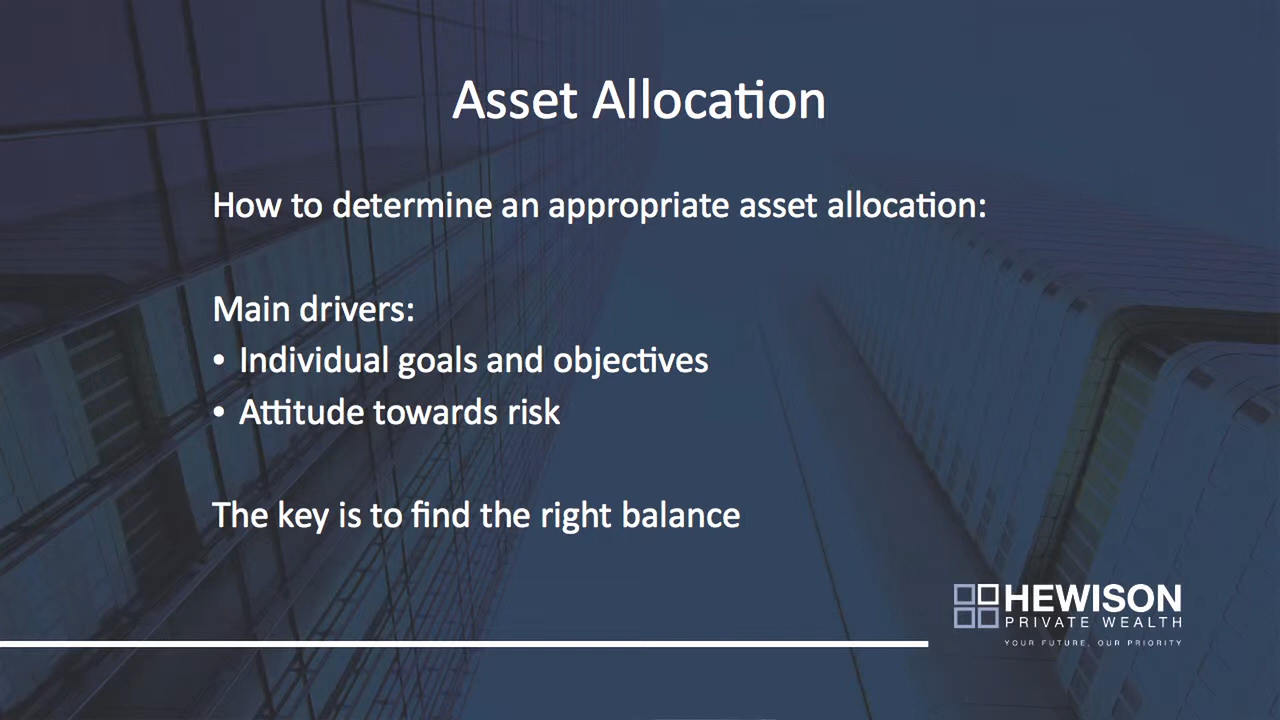 Asset Allocation
How to determine an appropriate asset allocation:
Main drivers:
• Individual goals and objectives
• Attitude towards risk
The key is to find the right balance
HEWISON
PRIVATE WEALTH
YOUR FUTURE, OUR PRIORITY